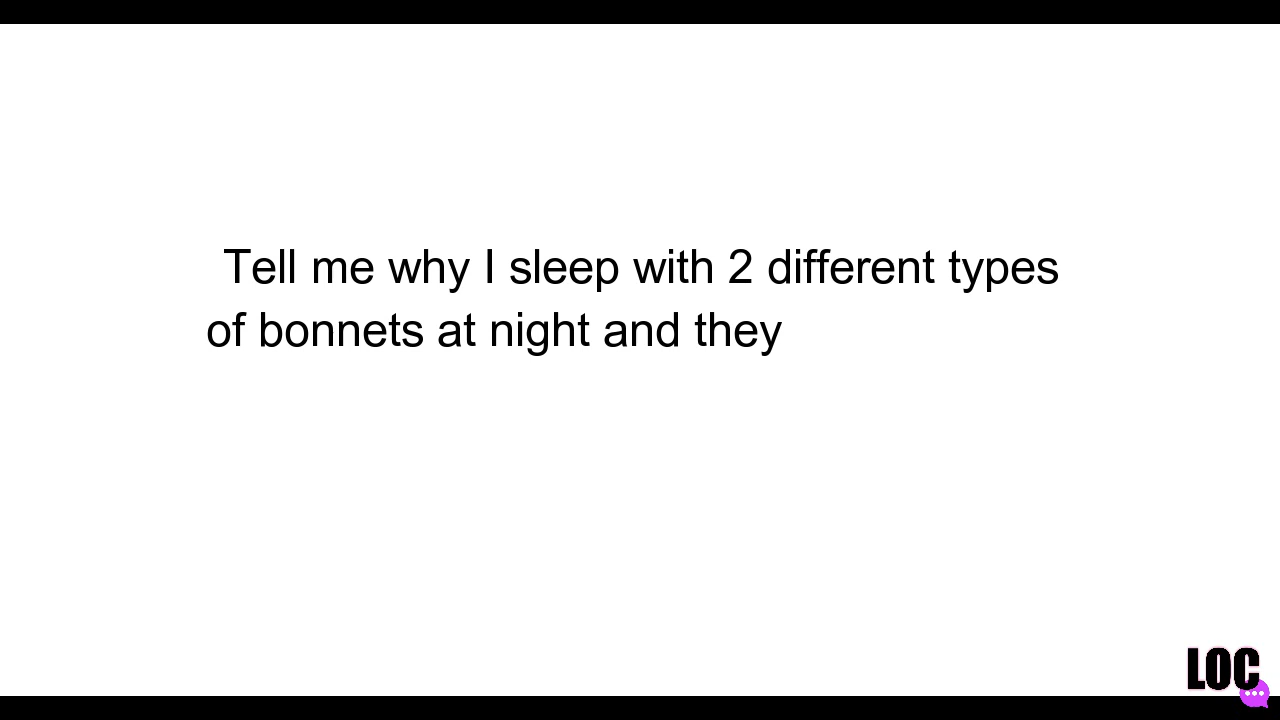 Tell me why I sleep with 2 different types
of bonnets at night and they
LOC